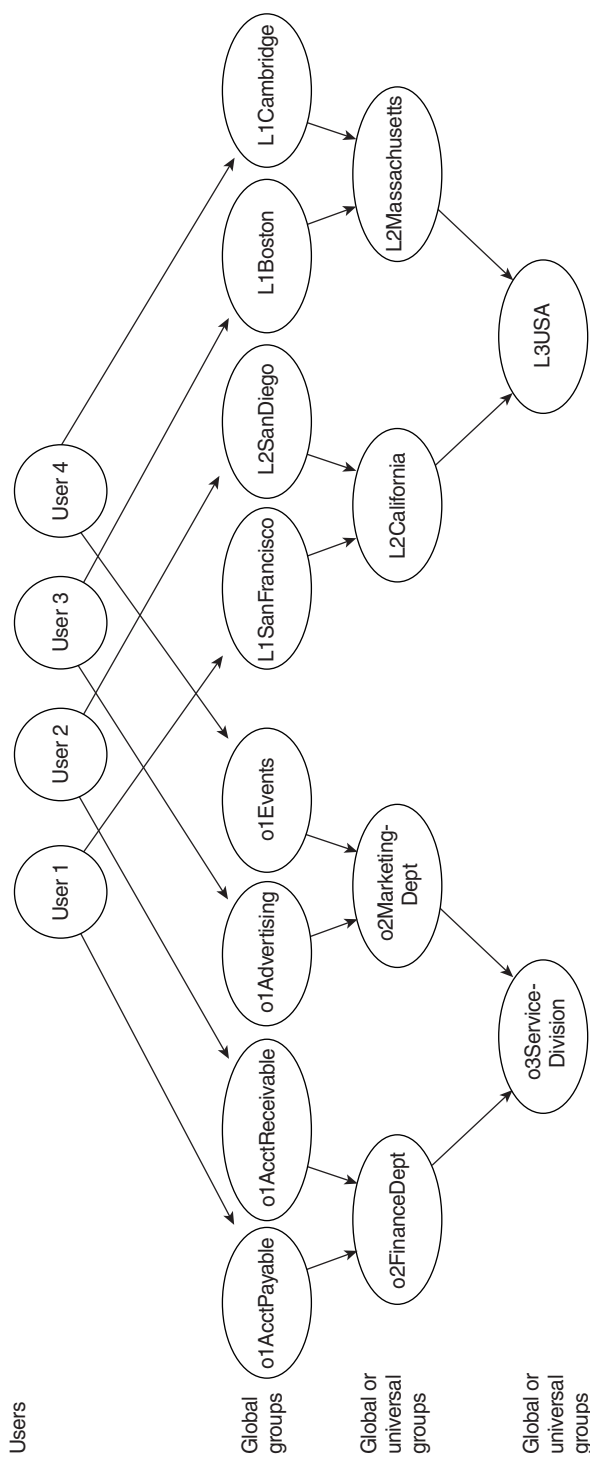 Users
User 1
User 2
User 3
User 4
Global
groups
o1AcctPayable
o1AcctReceivable
o1Advertising
o1Events
L1SanFrancisco
L2SanDiego
L1Boston
L1Cambridge
Global or
universal
groups
o2FinanceDept
o2Marketing-
Dept
L2California
L2Massachusetts
Global or
universal
groups
o3Service-
Division
L3USA